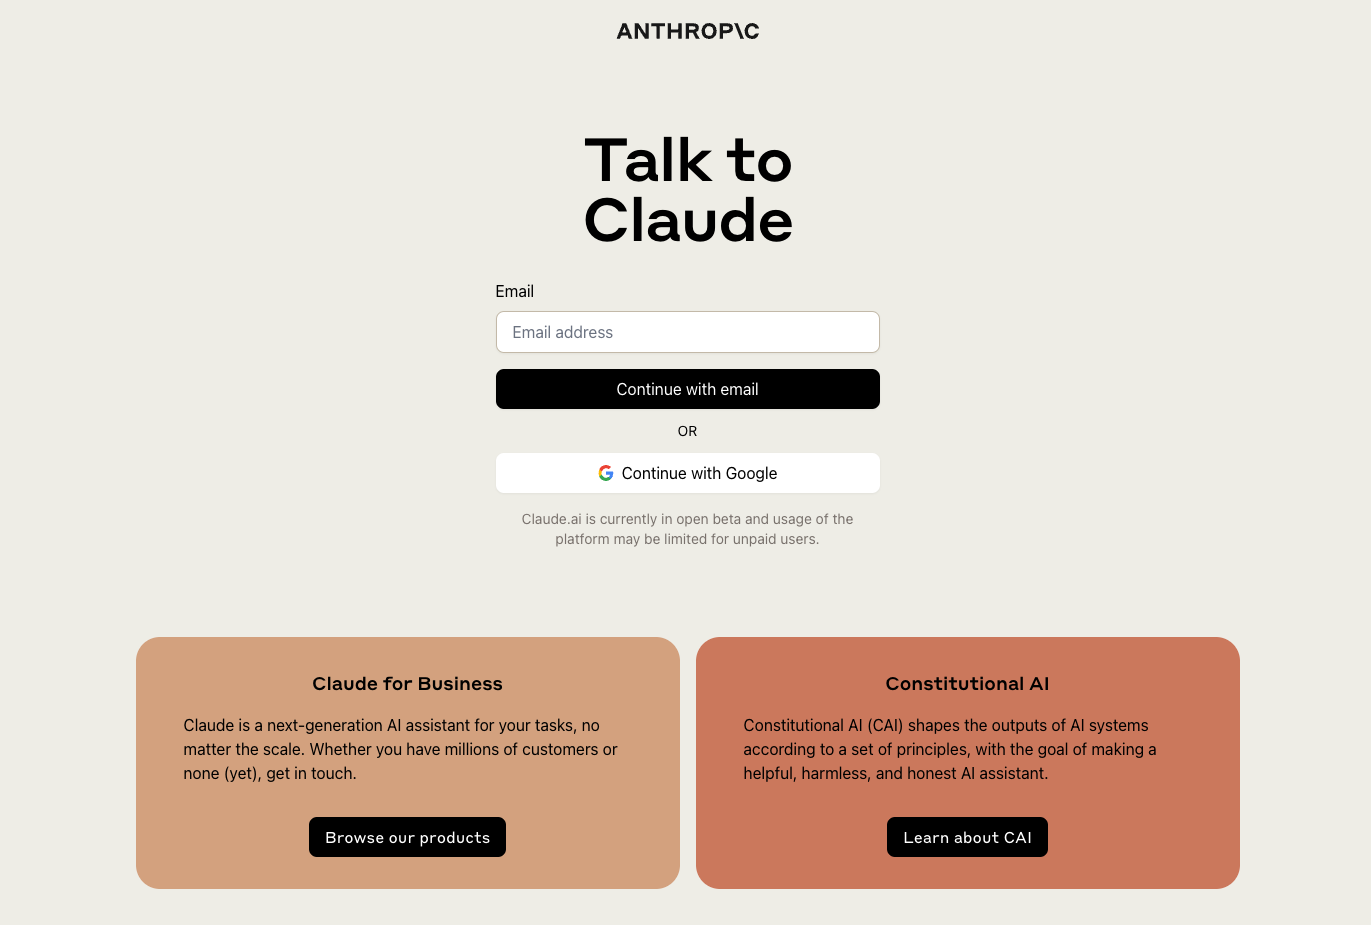 ANTHROP\C
Talk to
Claude
Email
Email address
Continue with email
OR
Continue with Google
Claude.ai is currently in open beta and usage of the
platform may be limited for unpaid users.
Claude for Business
Claude is a next-generation AI assistant for your tasks, no
matter the scale. Whether you have millions of customers or
none (yet), get in touch.
Browse our products
Constitutional AI
Constitutional AI (CAI) shapes the outputs of AI systems
according to a set of principles, with the goal of making a
helpful, harmless, and honest AI assistant.
Learn about CAI